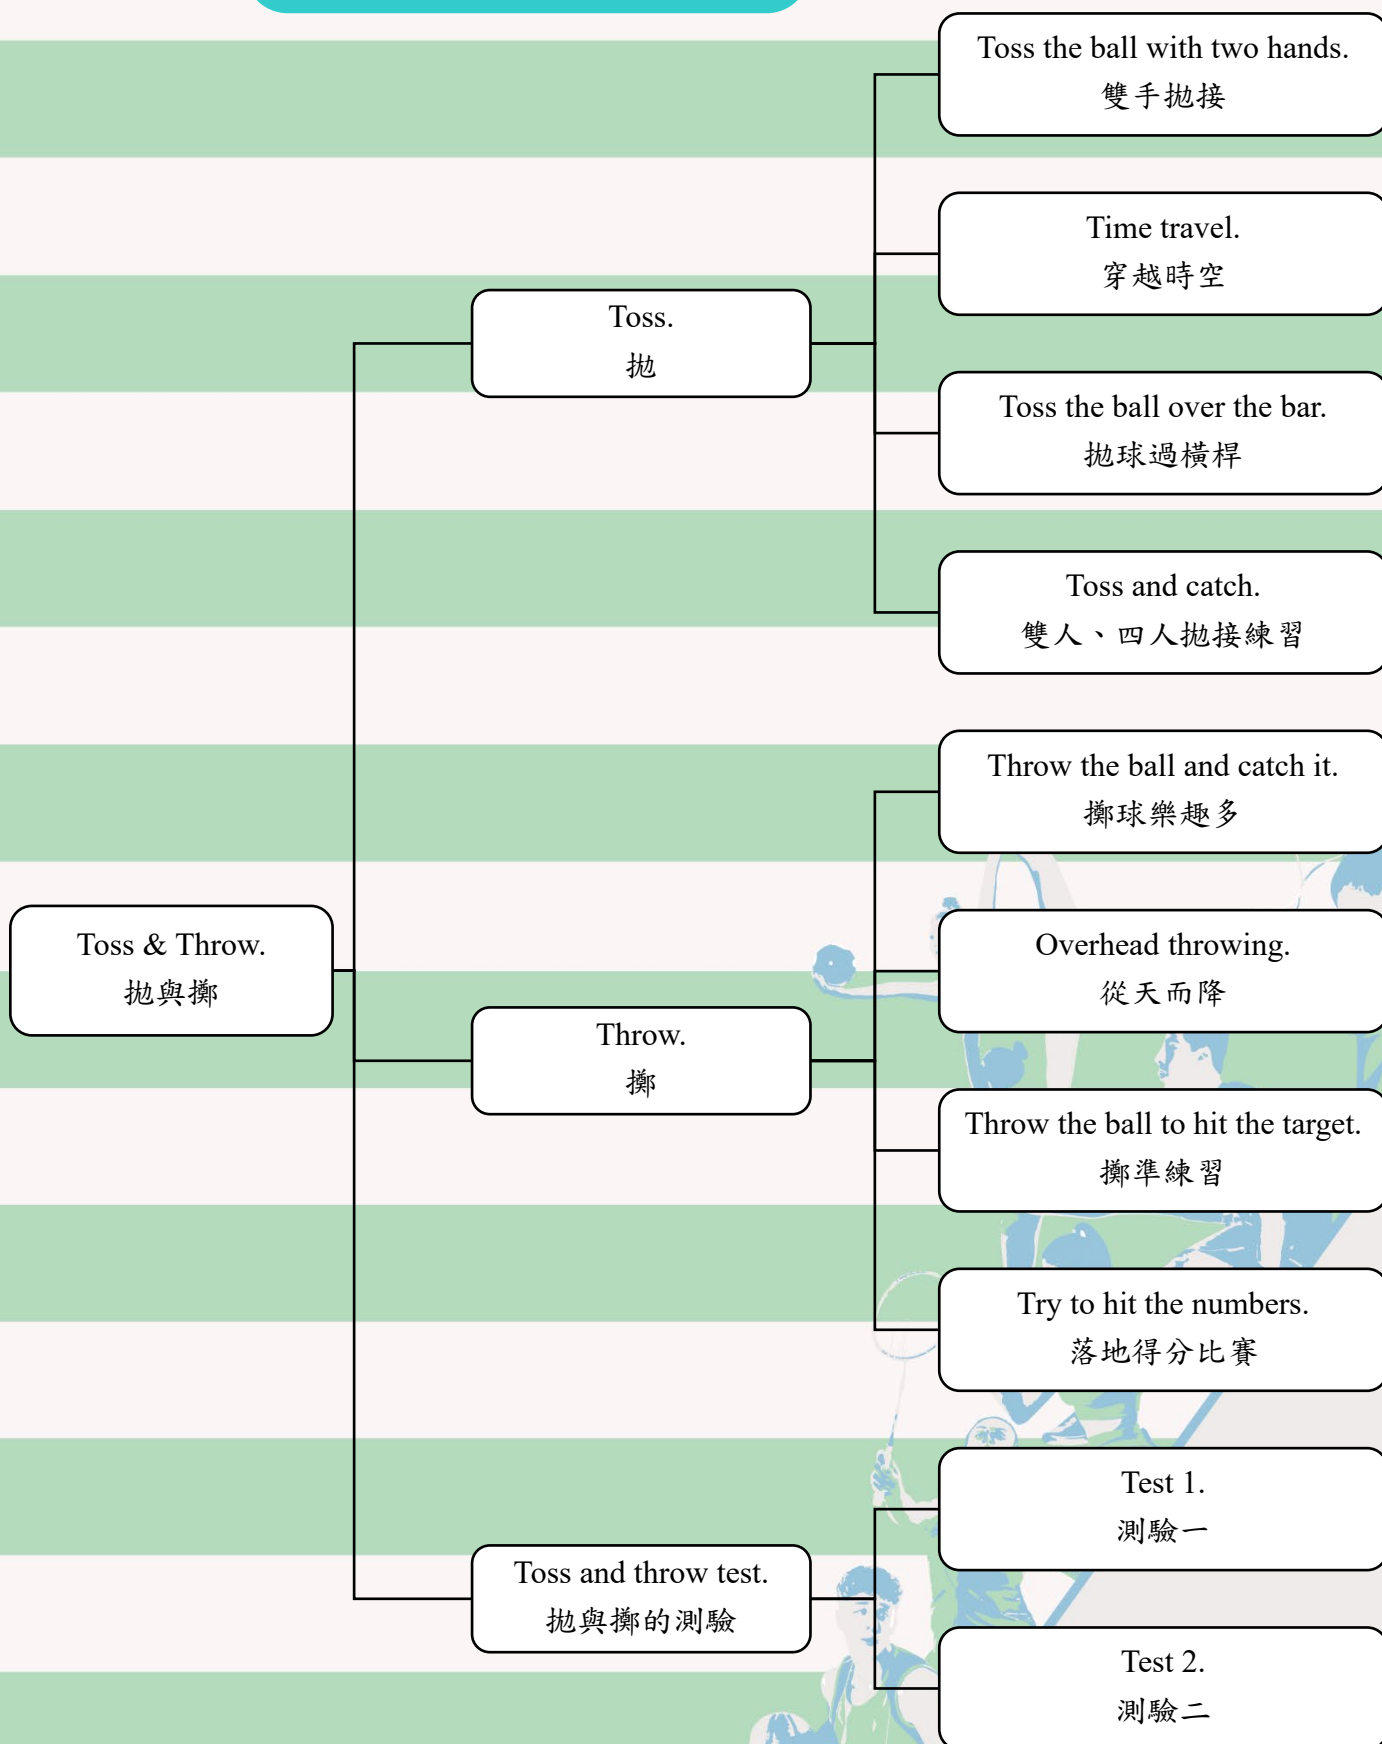 Toss & Throw.
拋與擲
Toss.
拋
Toss the ball with two hands.
雙手拋接
Time travel.
穿越時空
Toss the ball over the bar.
拋球過橫桿
Toss and catch.
雙人、四人拋接練習
Throw.
擲
Throw the ball and catch it.
擲球樂趣多
Overhead throwing.
從天而降
Throw the ball to hit the target.
擲準練習
Try to hit the numbers.
落地得分比賽
Toss and throw test.
拋與擲的測驗
Test 1.
測驗一
Test 2.
測驗二